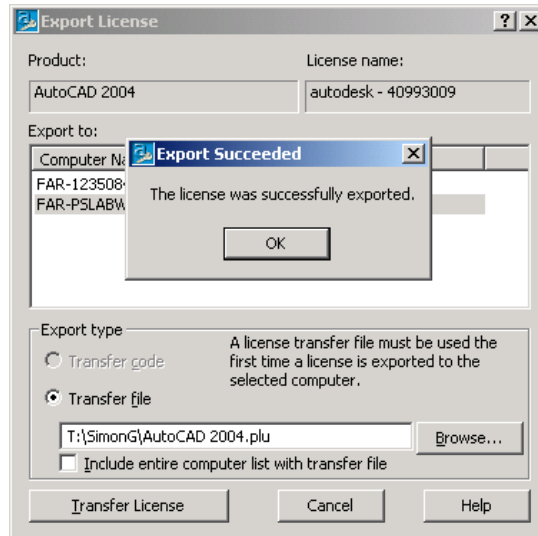 Export License
Product:
License name:
AutoCAD 2004
autodesk - 40993009
Export to:
Computer
Export Succeeded
FAR-123508
The license was successfully exported.
OK
Export type
Transfer code
A license transfer file must be used the
first time a license is exported to the
selected computer.
Transfer file
T:\SimonG\AutoCAD 2004.plu
Browse...
Include entire computer list with transfer file
Transfer License
Cancel
Help